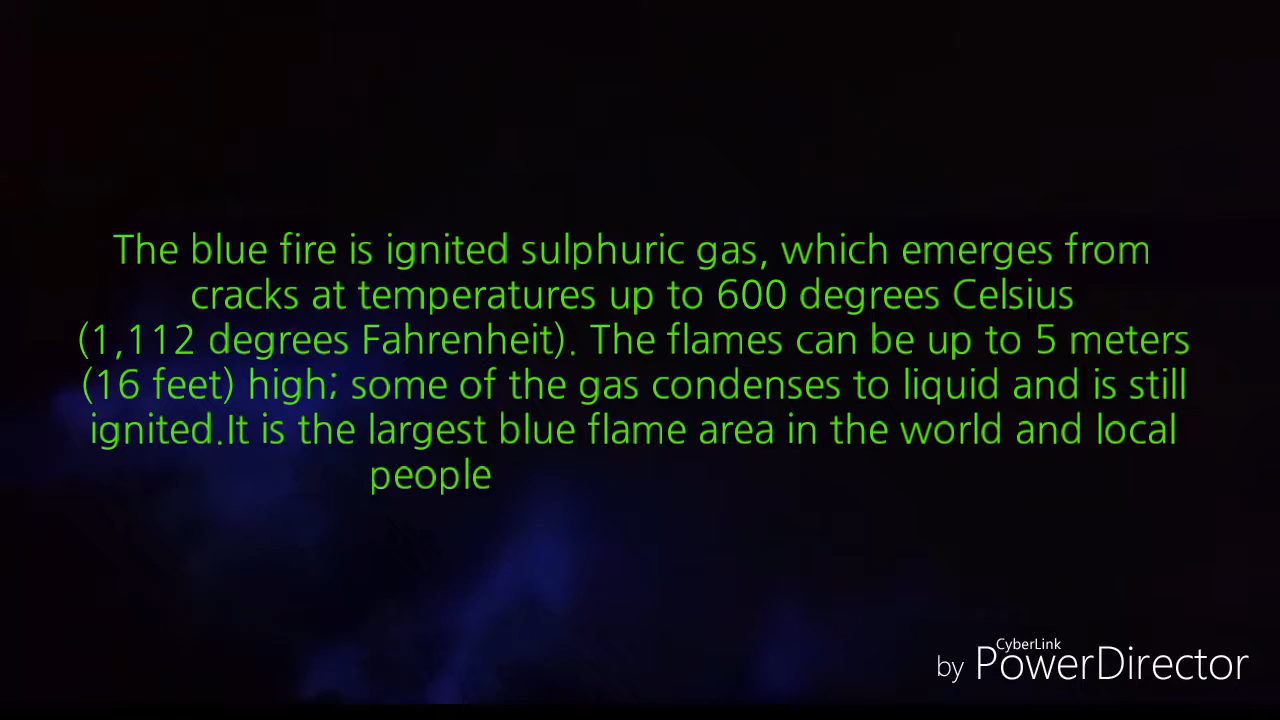 The blue fire is ignited sulphuric gas, which emerges from
cracks at temperatures up to 600 degrees Celsius
(1,112 degrees Fahrenheit). The flames can be up to 5 meters
(16 feet) high; some of the gas condenses to liquid and is still
ignited.It is the largest blue flame area in the world and local
people
CyberLink
by PowerDirector